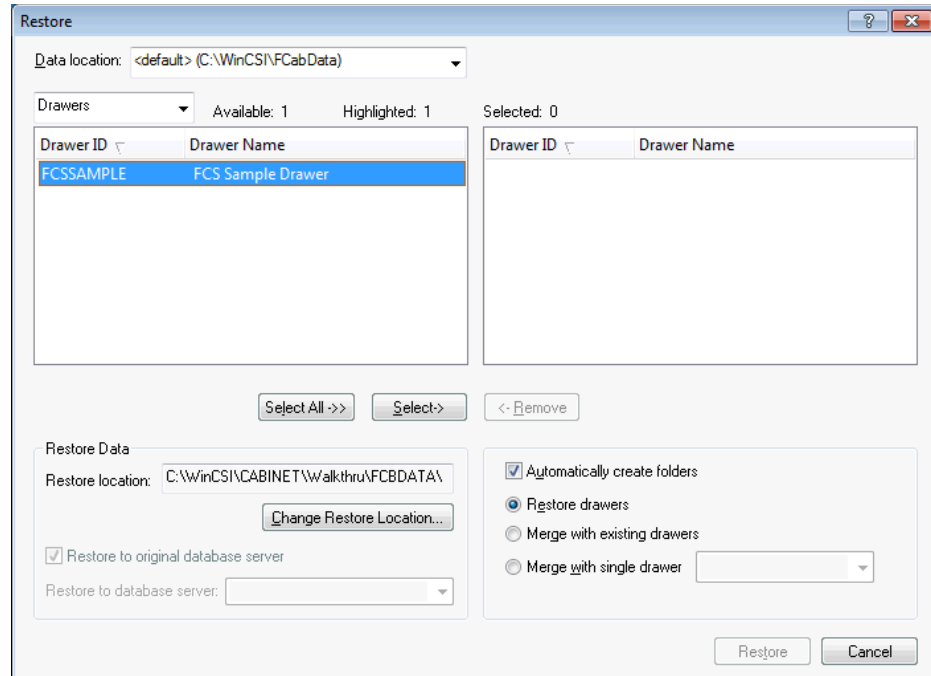 Restore
Data location: <default> (C:\WinCSI\FCabData)
Drawers Available: 1 Highlighted: 1 Selected: 0
Drawer ID Drawer Name Drawer ID Drawer Name
FCSSAMPLE FCS Sample Drawer
Select All ->> Select-> <- Remove
Restore Data
Restore location: C:\WinCSI\CABINET\Walkthru\FCBDATA\
Change Restore Location...
Restore to original database server
Restore to database server:
Automatically create folders
Restore drawers
Merge with existing drawers
Merge with single drawer
Restore Cancel